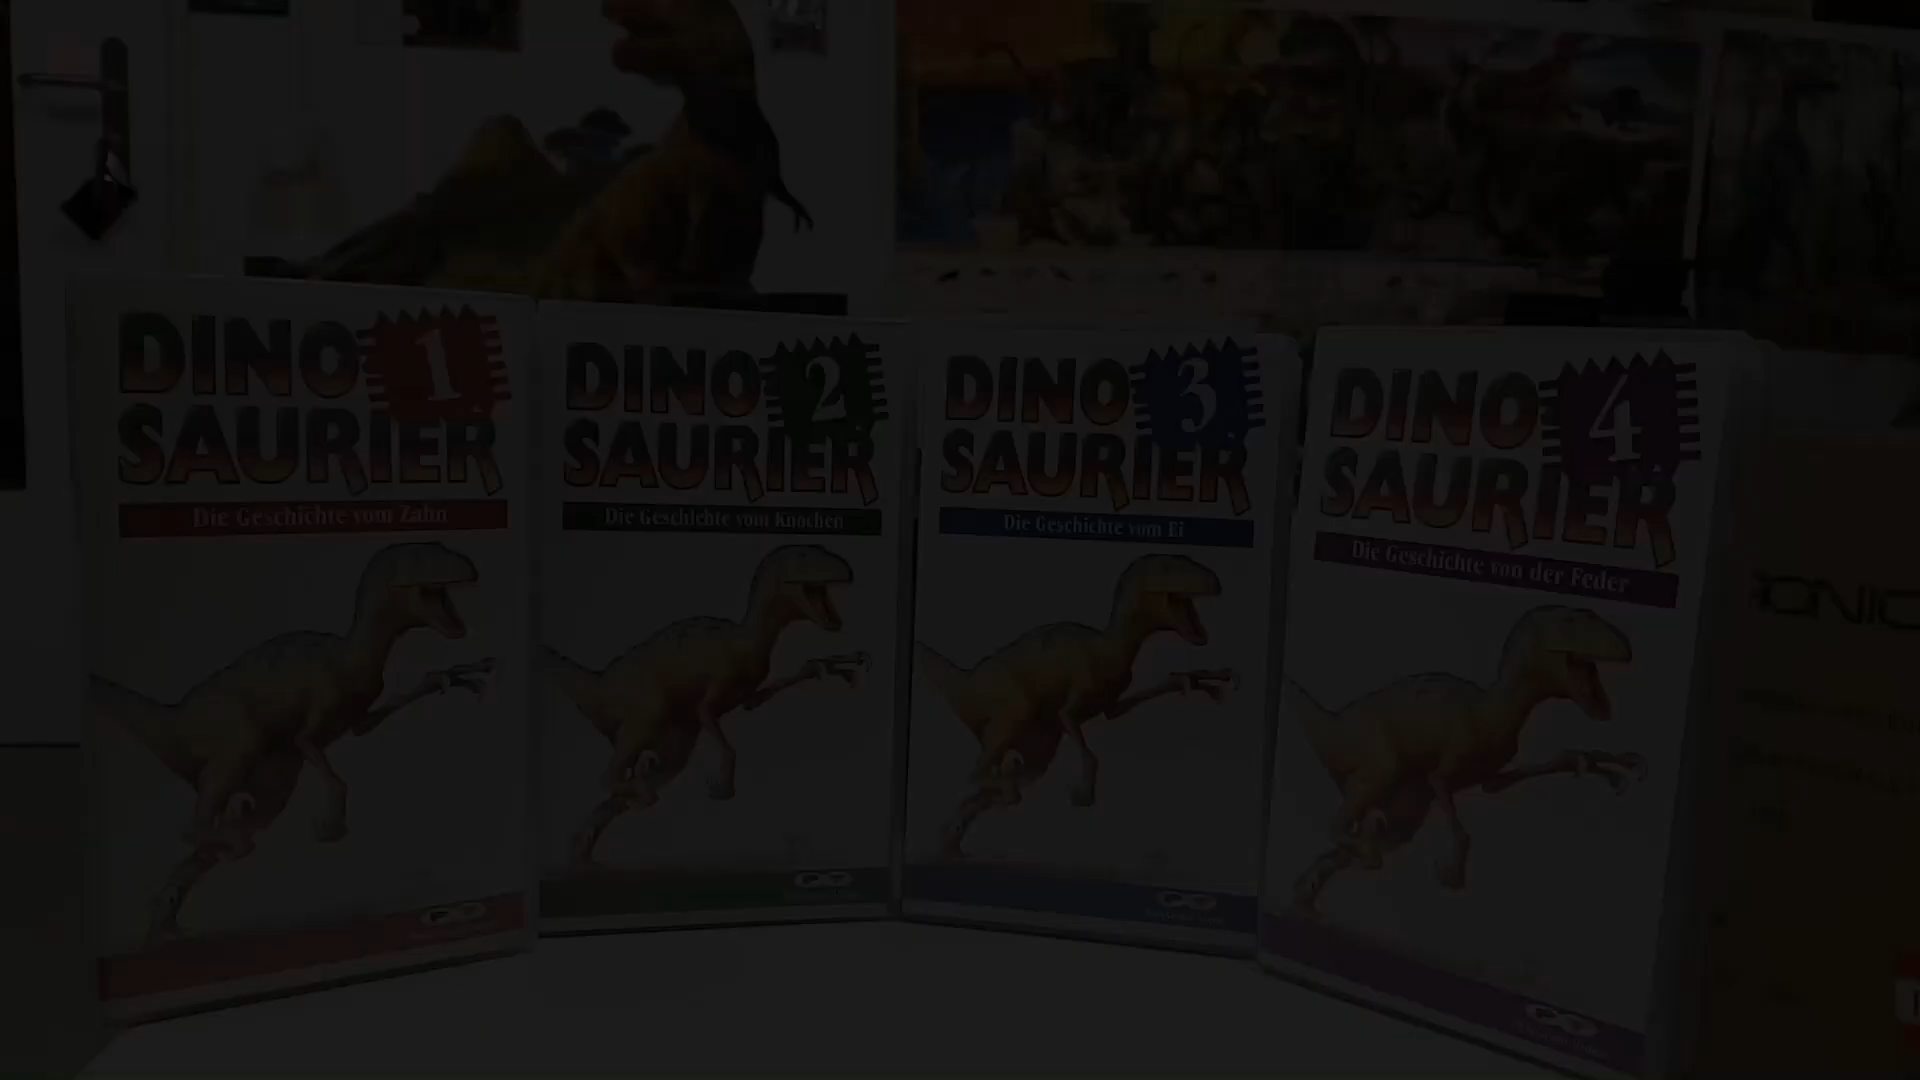 DINO
SAURIER
1
Die Geschichte vom Zahn
DINO
SAURIER
2
Die Geschichte vom Knochen
DINO
SAURIER
3
Die Geschichte vom Ei
DINO
SAURIER
4
Die Geschichte von der Feder